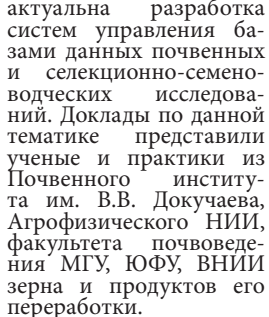 актуальна разработка
систем управления ба-
зами данных почвенных
и селекционно-семено-
водческих исследова-
ний. Доклады по данной
тематике представили
ученые и практики из
Почвенного институ-
та им. В.В. Докучаева,
Агрофизического НИИ,
факультета почвоведе-
ния МГУ, ЮФУ, ВНИИ
зерна и продуктов его
переработки.